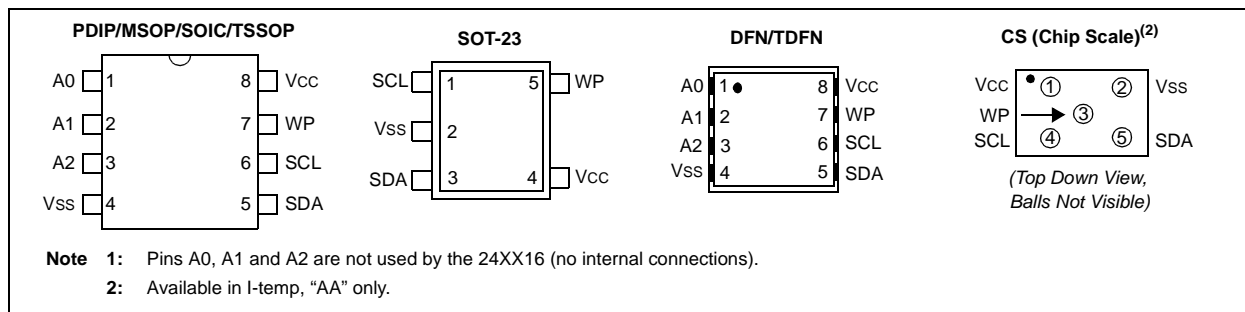 PDIP/MSOP/SOIC/TSSOP
A0 1 8 VCC
A1 2 7 WP
A2 3 6 SCL
VSS 4 5 SDA
SOT-23
SCL 1 5 WP
VSS 2
SDA 3 4 VCC
DFN/TDFN
A0 1 8 VCC
A1 2 7 WP
A2 3 6 SCL
VSS 4 5 SDA
CS (Chip Scale)(2)
VCC 1 2 VSS
WP 3
SCL 4 5 SDA
(Top Down View,
Balls Not Visible)
Note 1: Pins A0, A1 and A2 are not used by the 24XX16 (no internal connections).
2: Available in I-temp, “AA” only.